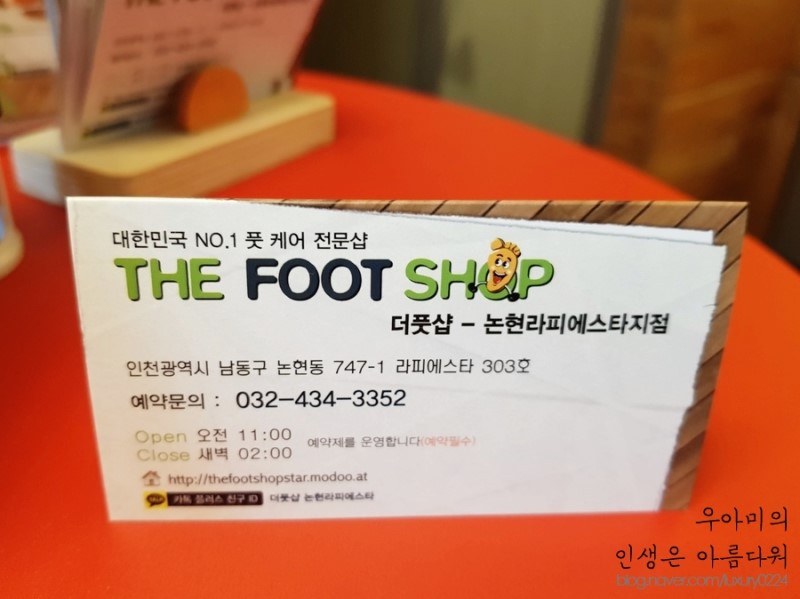 대한민국 NO.1 풋 케어 전문샵
THE FOOT SHOP
더풋샵 - 논현라피에스타지점
인천광역시 남동구 논현동 747-1 라피에스타 303호
예약문의 : 032-434-3352
Open 오전 11:00
Close 새벽 02:00
예약제를 운영합니다(예약필수)
http://thefootshopstar.modoo.at
카톡 플러스 친구 ID 더풋샵 논현라피에스타
우아미의
인생은 아름다워
blog.naver.com/luxury0224